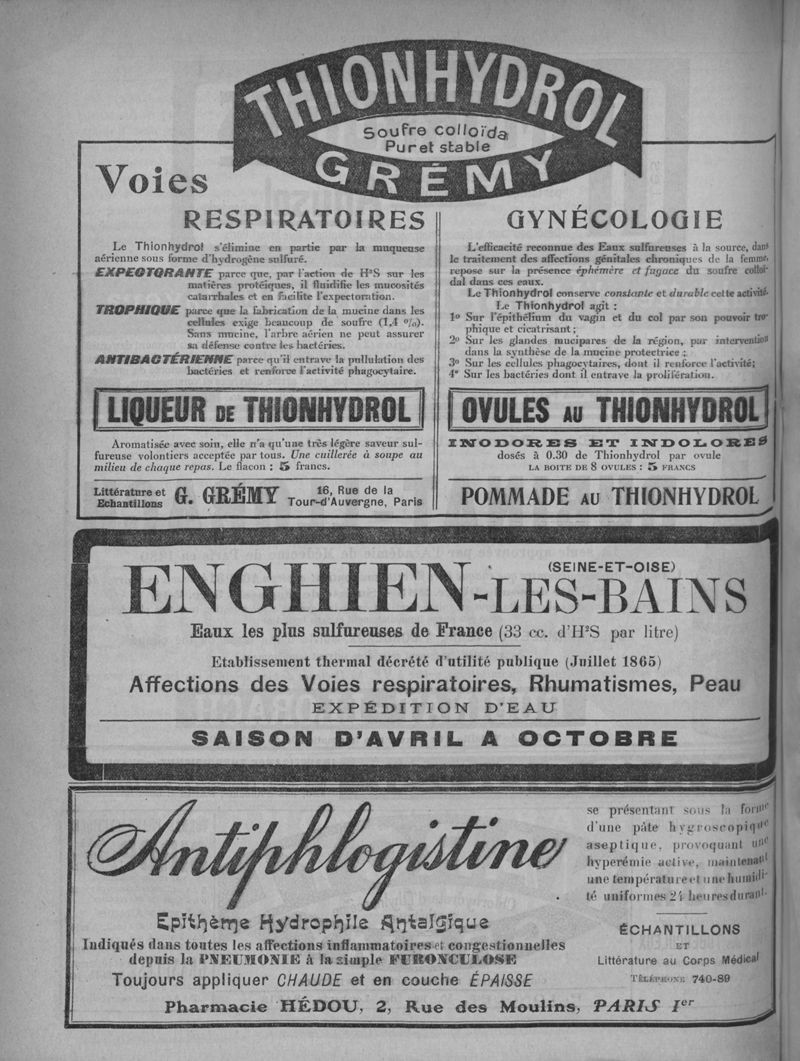 THIONHYDROL
Soufre colloïdal
Pur et stable
GRÉMY
Voies
RESPIRATOIRES
Le Thionhydrol s'élimine en partie par la muqueuse
aérienne sous forme d'hydrogène sulfuré.
EXPECTORANTE parce que, par l'action de H²S sur les
matières protéiques, il fluidifie les mucosités
catarrhales et en facilite l'expectoration.
TROPHIQUE parce que la fabrication de la mucine dans les
cellules exige beaucoup de soufre (1,4 %).
Sans mucine, l'arbre aérien ne peut assurer
sa défense contre les bactéries.
ANTIBACTÉRIENNE parce qu'il entrave la pullulation des
bactéries et renforce l'activité phagocytaire.
LIQUEUR DE THIONHYDROL
Aromatisée avec soin, elle n'a qu'une très légère saveur sul-
fureuse volontiers acceptée par tous. Une cuillerée à soupe au
milieu de chaque repas. Le flacon : 5 francs.
Littérature et
Echantillons
G. GRÉMY
16, Rue de la
Tour-d'Auvergne, Paris
GYNÉCOLOGIE
L'efficacité reconnue des Eaux sulfureuses à la source, dans
le traitement des affections génitales chroniques de la femme,
repose sur la présence éphémère et fugace du soufre colloï-
dal dans ces eaux.
Le Thionhydrol conserve constante et durable cette activité.
Le Thionhydrol agit :
1º Sur l'épithélium du vagin et du col par son pouvoir tro-
phique et cicatrisant ;
2º Sur les glandes mucipares de la région, par intervention
dans la synthèse de la mucine protectrice ;
3º Sur les cellules phagocytaires, dont il renforce l'activité;
4º Sur les bactéries dont il entrave la prolifération.
OVULES AU THIONHYDROL
INODORES ET INDOLORES
dosés à 0.30 de Thionhydrol par ovule
LA BOITE DE 8 OVULES : 5 FRANCS
POMMADE AU THIONHYDROL
(SEINE-ET-OISE)
ENGHIEN-LES-BAINS
Eaux les plus sulfureuses de France (33 cc. d'H²S par litre)
Etablissement thermal décrété d'utilité publique (Juillet 1865)
Affections des Voies respiratoires, Rhumatismes, Peau
EXPÉDITION D'EAU
SAISON D'AVRIL A OCTOBRE
Antiphlogistine
Epithème Hydrophile Antalgique
Indiqués dans toutes les affections inflammatoires et congestionnelles
depuis la PNEUMONIE à la simple FURONCULOSE
Toujours appliquer CHAUDE et en couche ÉPAISSE
se présentant sous la forme
d'une pâte hygroscopique
aseptique, provoquant une
hyperémie active, maintenant
une température et une humidi-
té uniformes 24 heures durant.
ÉCHANTILLONS
ET
Littérature au Corps Médical
TÉLÉPHONE 740-89
Pharmacie HÉDOU, 2, Rue des Moulins, PARIS Ier